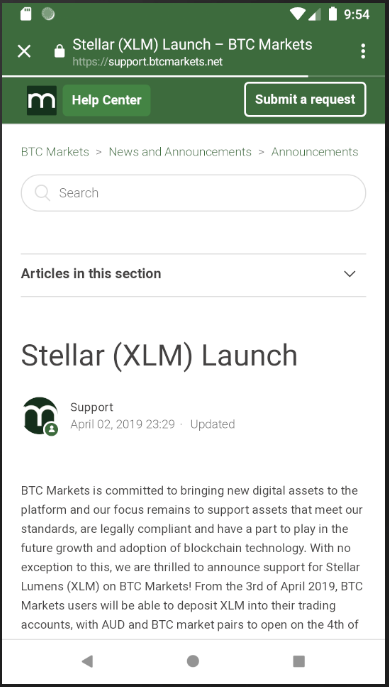 9:54
Stellar (XLM) Launch – BTC Markets
https://support.btcmarkets.net
m Help Center Submit a request
BTC Markets > News and Announcements > Announcements
Search
Articles in this section
Stellar (XLM) Launch
Support
April 02, 2019 23:29 · Updated
BTC Markets is committed to bringing new digital assets to the
platform and our focus remains to support assets that meet our
standards, are legally compliant and have a part to play in the
future growth and adoption of blockchain technology. With no
exception to this, we are thrilled to announce support for Stellar
Lumens (XLM) on BTC Markets! From the 3rd of April 2019, BTC
Markets users will be able to deposit XLM into their trading
accounts, with AUD and BTC market pairs to open on the 4th of